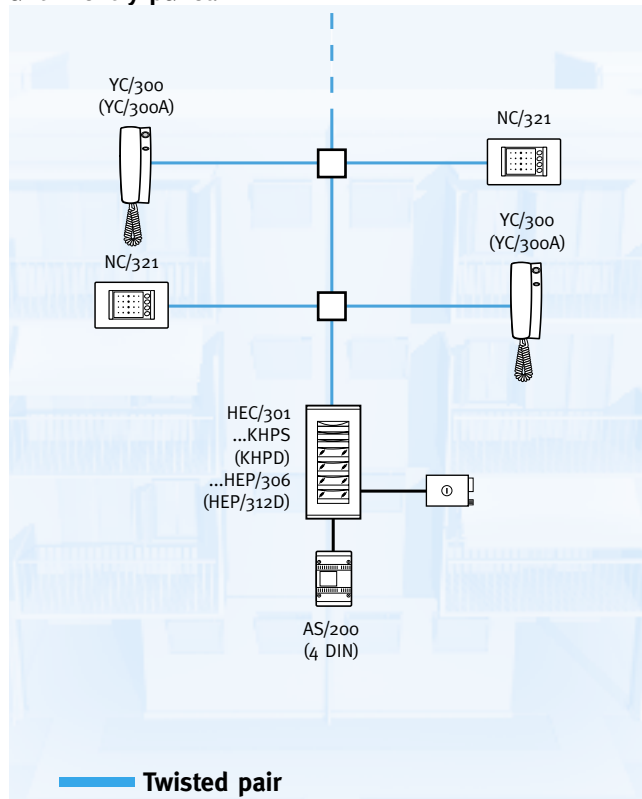 YC/300
(YC/300A)
NC/321
YC/300
(YC/300A)
NC/321
HEC/301
...KHPS
(KHPD)
...HEP/306
(HEP/312D)
AS/200
(4 DIN)
Twisted pair